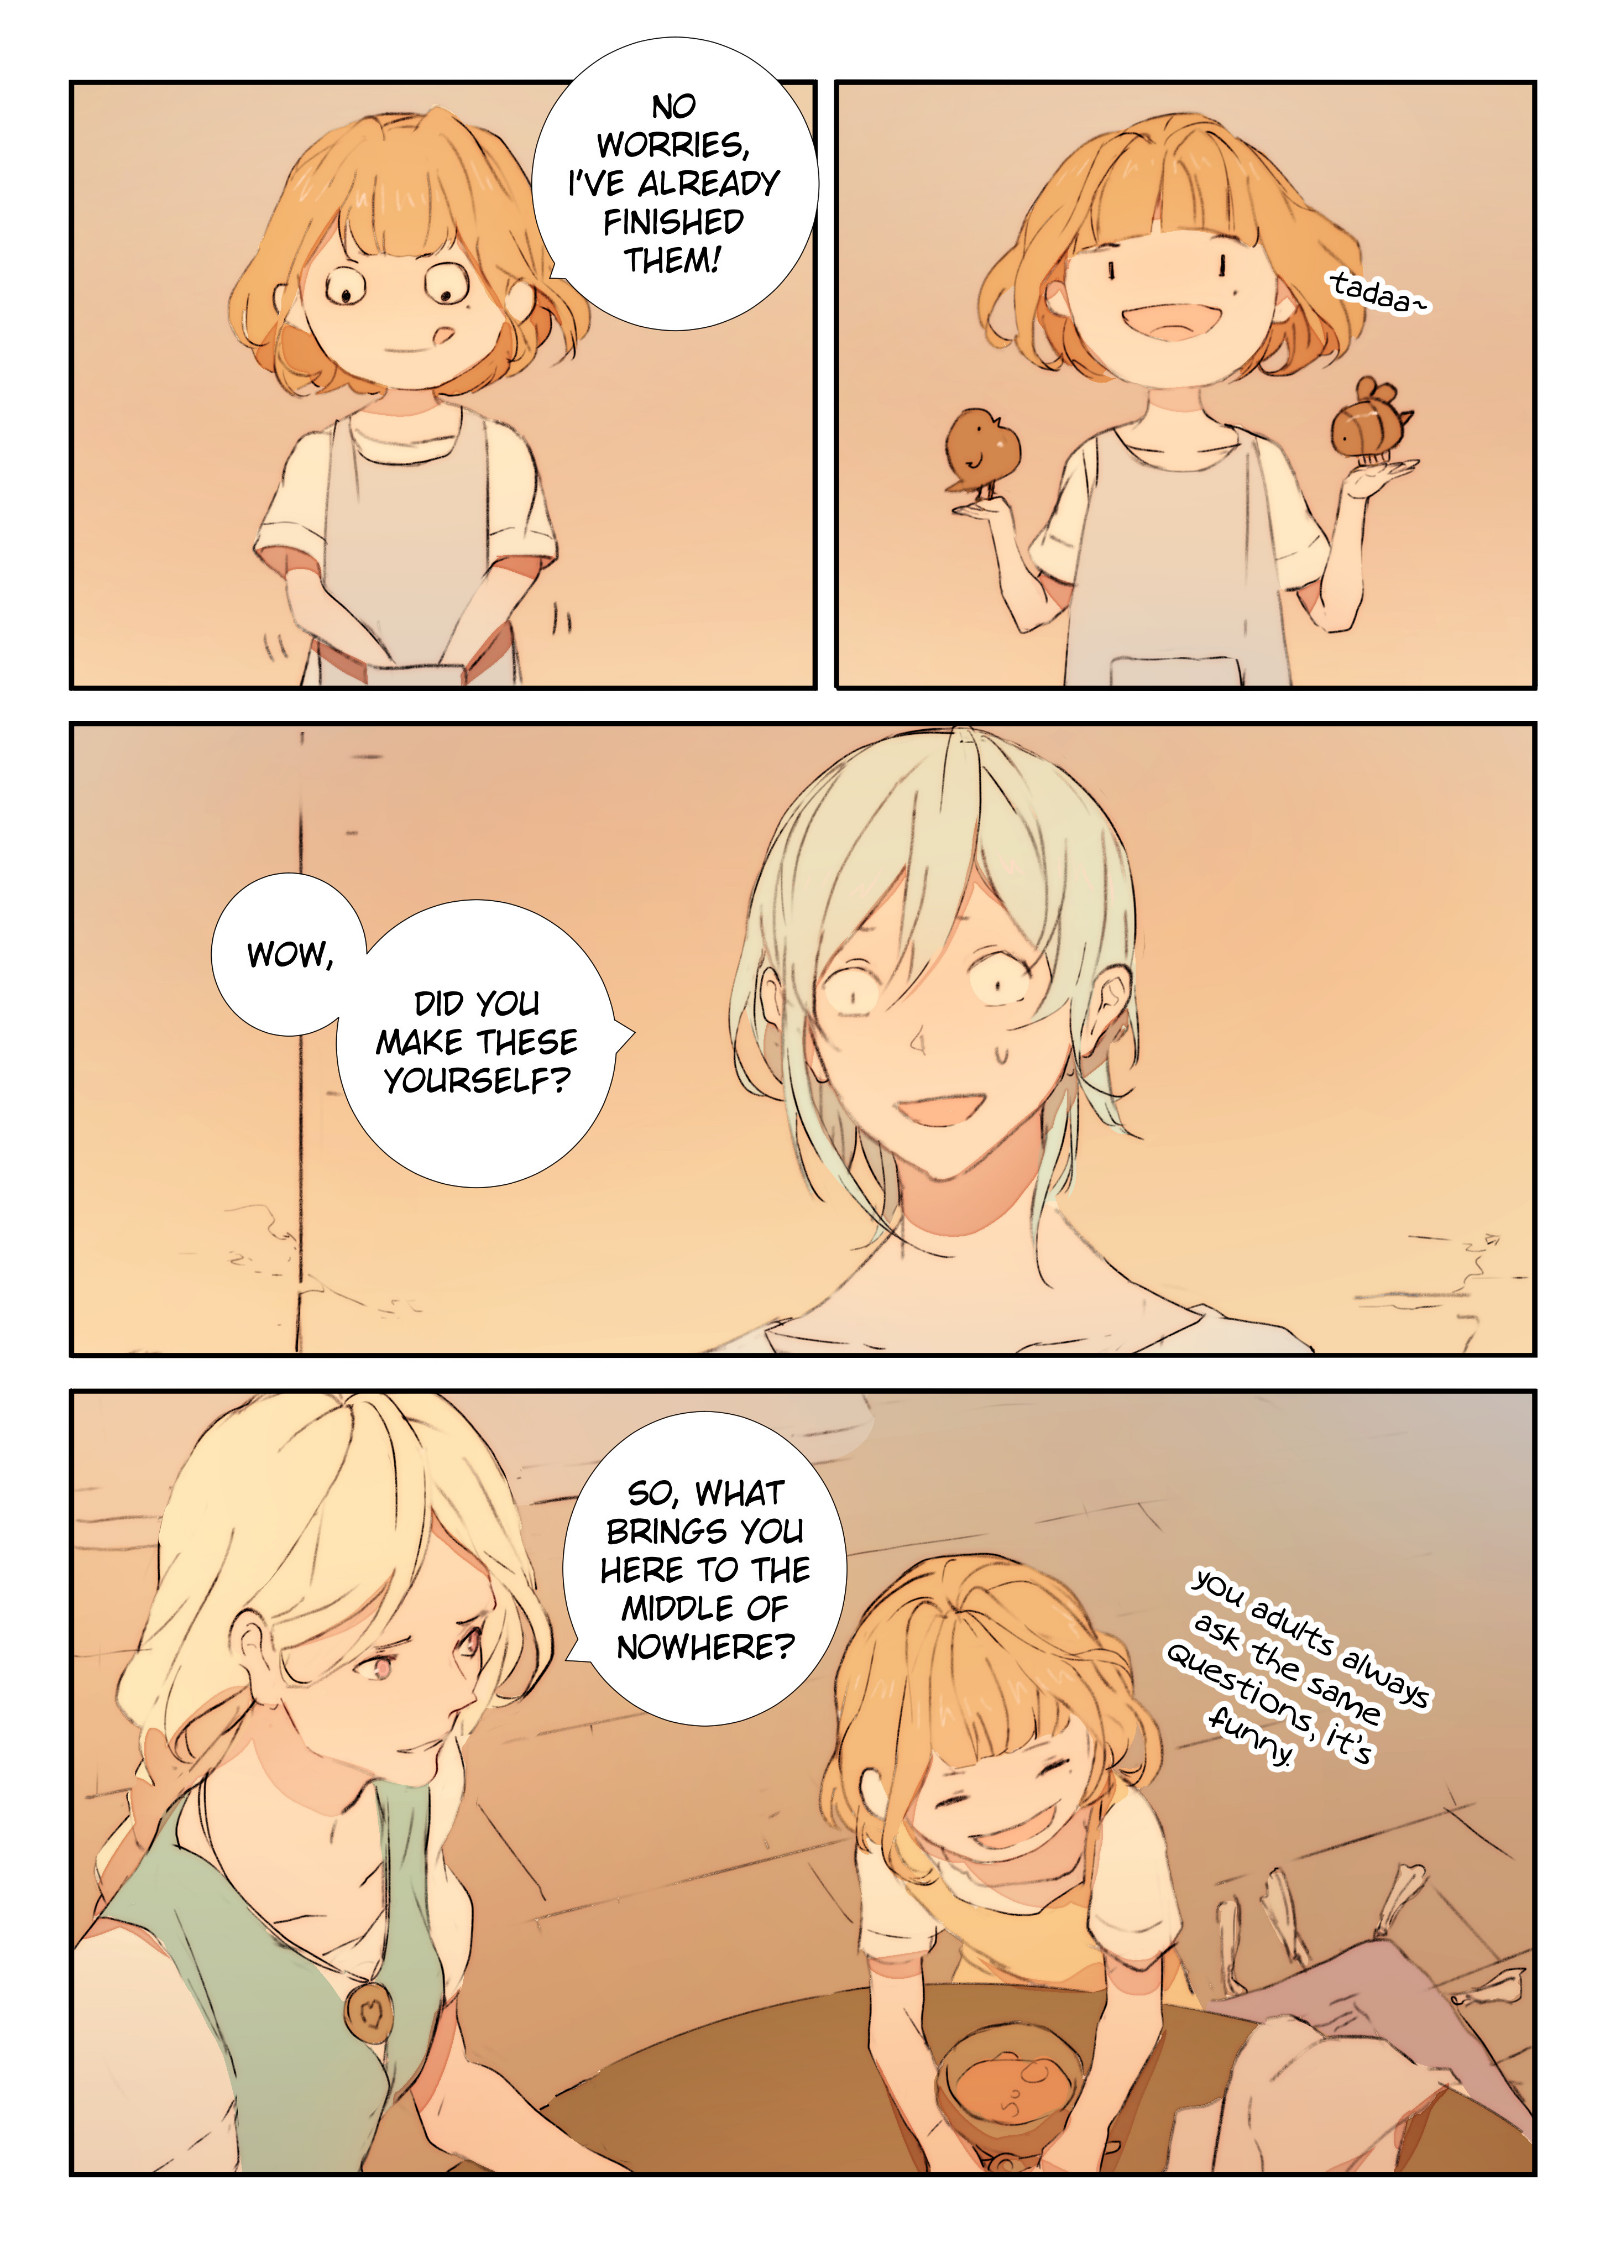 NO
WORRIES,
I'VE ALREADY
FINISHED
THEM!
tadaa~
WOW,
DID YOU
MAKE THESE
YOURSELF?
SO, WHAT
BRINGS YOU
HERE TO THE
MIDDLE OF
NOWHERE?
you adults always
ask the same
Questions, it's
funny.